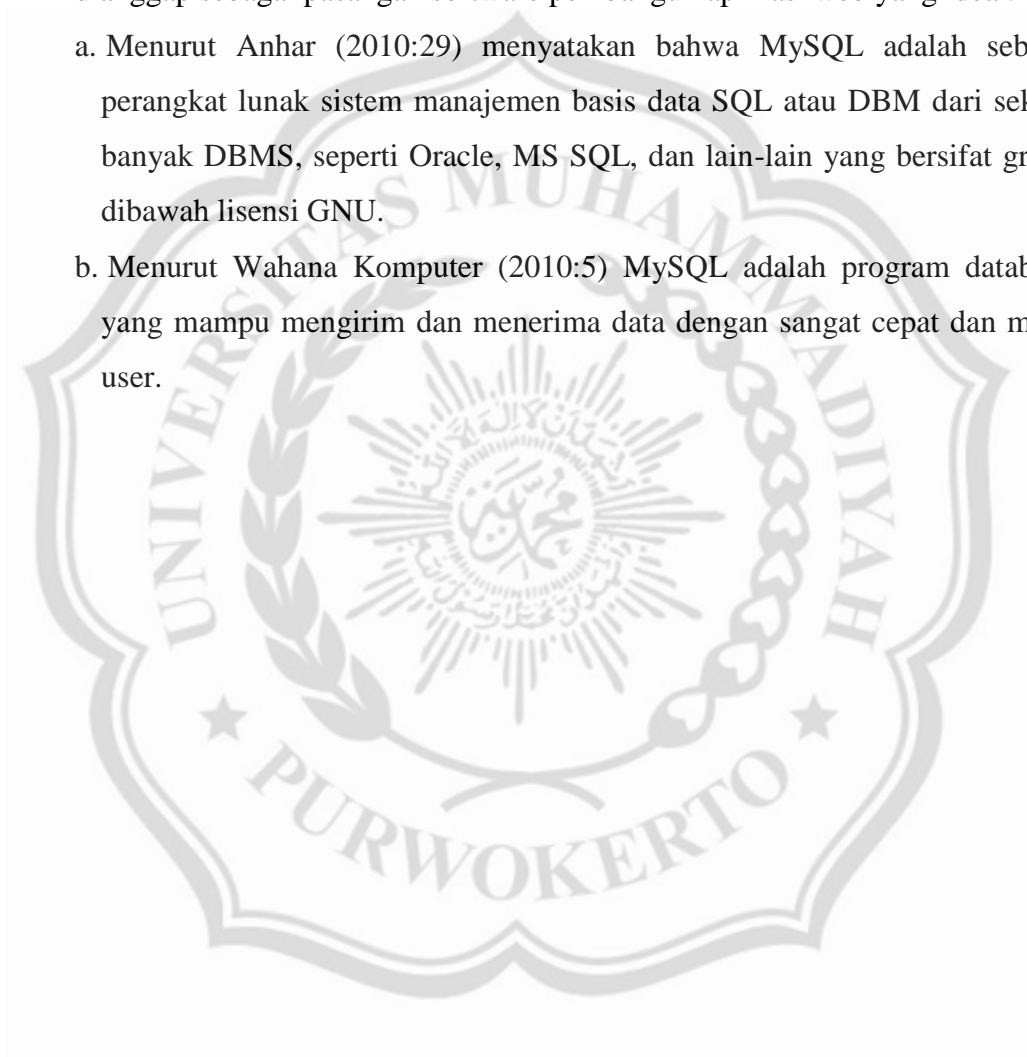 a. Menurut Anhar (2010:29) menyatakan bahwa MySQL adalah seb
perangkat lunak sistem manajemen basis data SQL atau DBM dari sek
banyak DBMS, seperti Oracle, MS SQL, dan lain-lain yang bersifat gr
dibawah lisensi GNU.
b. Menurut Wahana Komputer (2010:5) MySQL adalah program datab
yang mampu mengirim dan menerima data dengan sangat cepat dan m
user.
UNIVERSITAS MUHAMMADIYAH
PURWOKERTO